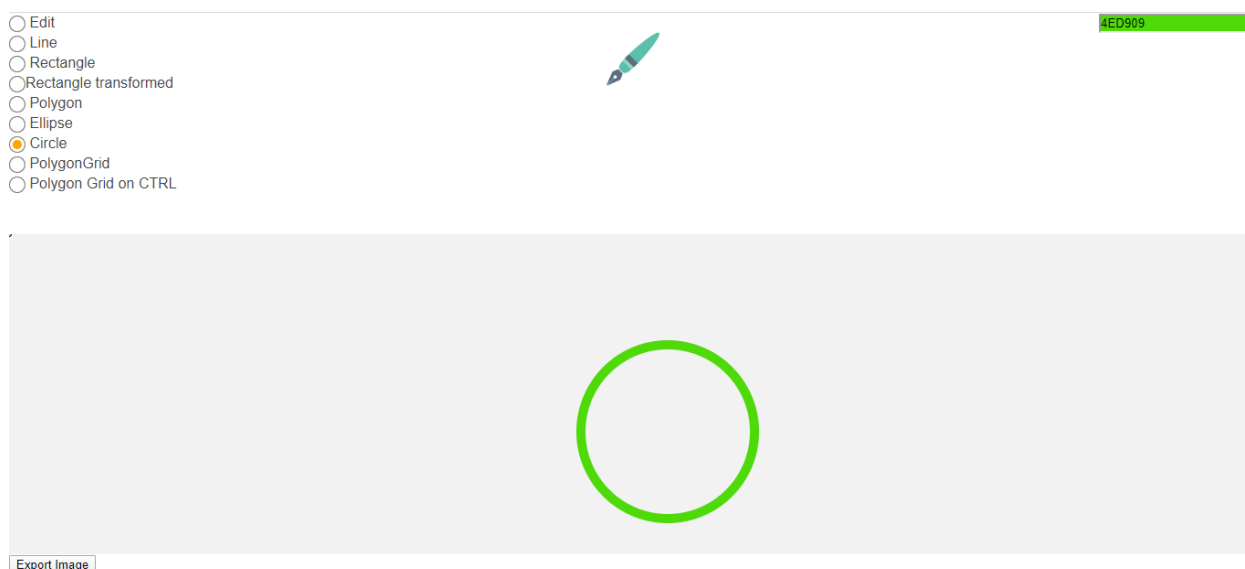 Edit
4ED909
Line
Rectangle
Rectangle transformed
Polygon
Ellipse
Circle
PolygonGrid
Polygon Grid on CTRL
Export Image